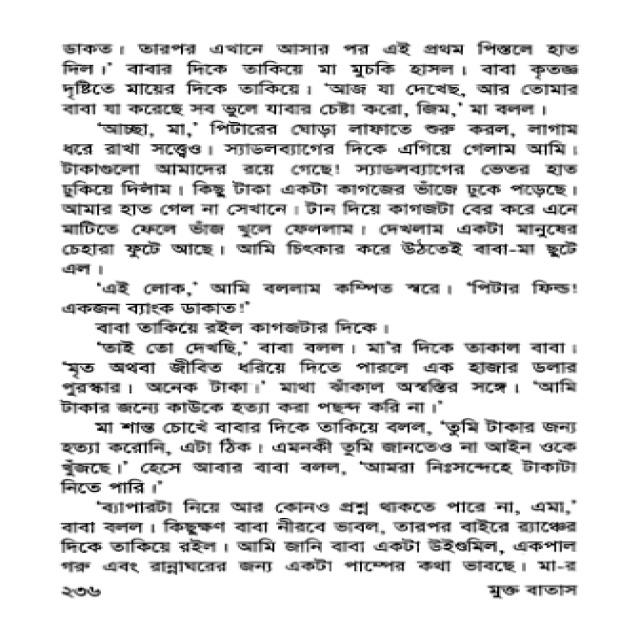 ডাকত। তারপর এখানে আসার পর এই প্রথম পিস্তলে হাত
দিল।' বাবার দিকে তাকিয়ে মা মুচকি হাসল। বাবা কৃতজ্ঞ
দৃষ্টিতে মায়ের দিকে তাকিয়ে। 'আজ যা দেখেছ, আর তোমার
বাবা যা করেছে সব ভুলে যাবার চেষ্টা করো, জিম,' মা বলল।
'আচ্ছা, মা,' পিটারের ঘোড়া লাফাতে শুরু করল, লাগাম
ধরে রাখা সত্ত্বেও। স্যাডলব্যাগের দিকে এগিয়ে গেলাম আমি।
টাকাগুলো আমাদের রয়ে গেছে! স্যাডলব্যাগের ভেতর হাত
ঢুকিয়ে দিলাম। কিছু টাকা একটা কাগজের ভাঁজে ঢুকে পড়েছে।
আমার হাত গেল না সেখানে। টান দিয়ে কাগজটা বের করে এনে
মাটিতে ফেলে ভাঁজ খুলে ফেললাম। দেখলাম একটা মানুষের
চেহারা ফুটে আছে। আমি চিৎকার করে উঠতেই বাবা-মা ছুটে
এল।
'এই লোক,' আমি বললাম কম্পিত স্বরে। 'পিটার ফিল্ড!
একজন ব্যাংক ডাকাত!'
বাবা তাকিয়ে রইল কাগজটার দিকে।
'তাই তো দেখছি,' বাবা বলল। মা'র দিকে তাকাল বাবা।
'মৃত অথবা জীবিত ধরিয়ে দিতে পারলে এক হাজার ডলার
পুরস্কার। অনেক টাকা।' মাথা ঝাঁকাল অস্বস্তির সঙ্গে। 'আমি
টাকার জন্যে কাউকে হত্যা করা পছন্দ করি না।'
মা শান্ত চোখে বাবার দিকে তাকিয়ে বলল, 'তুমি টাকার জন্য
হত্যা করোনি, এটা ঠিক। এমনকী তুমি জানতেও না আইন ওকে
খুঁজছে।' হেসে আবার বাবা বলল, 'আমরা নিঃসন্দেহে টাকাটা
নিতে পারি।'
'ব্যাপারটা নিয়ে আর কোনও প্রশ্ন থাকতে পারে না, এমা,'
বাবা বলল। কিছুক্ষণ বাবা নীরবে ভাবল, তারপর বাইরে র‍্যাঞ্চের
দিকে তাকিয়ে রইল। আমি জানি বাবা একটা উইণ্ডমিল, একপাল
গরু এবং রান্নাঘরের জন্য একটা পাম্পের কথা ভাবছে। মা-র
২৩৬ মুক্ত বাতাস